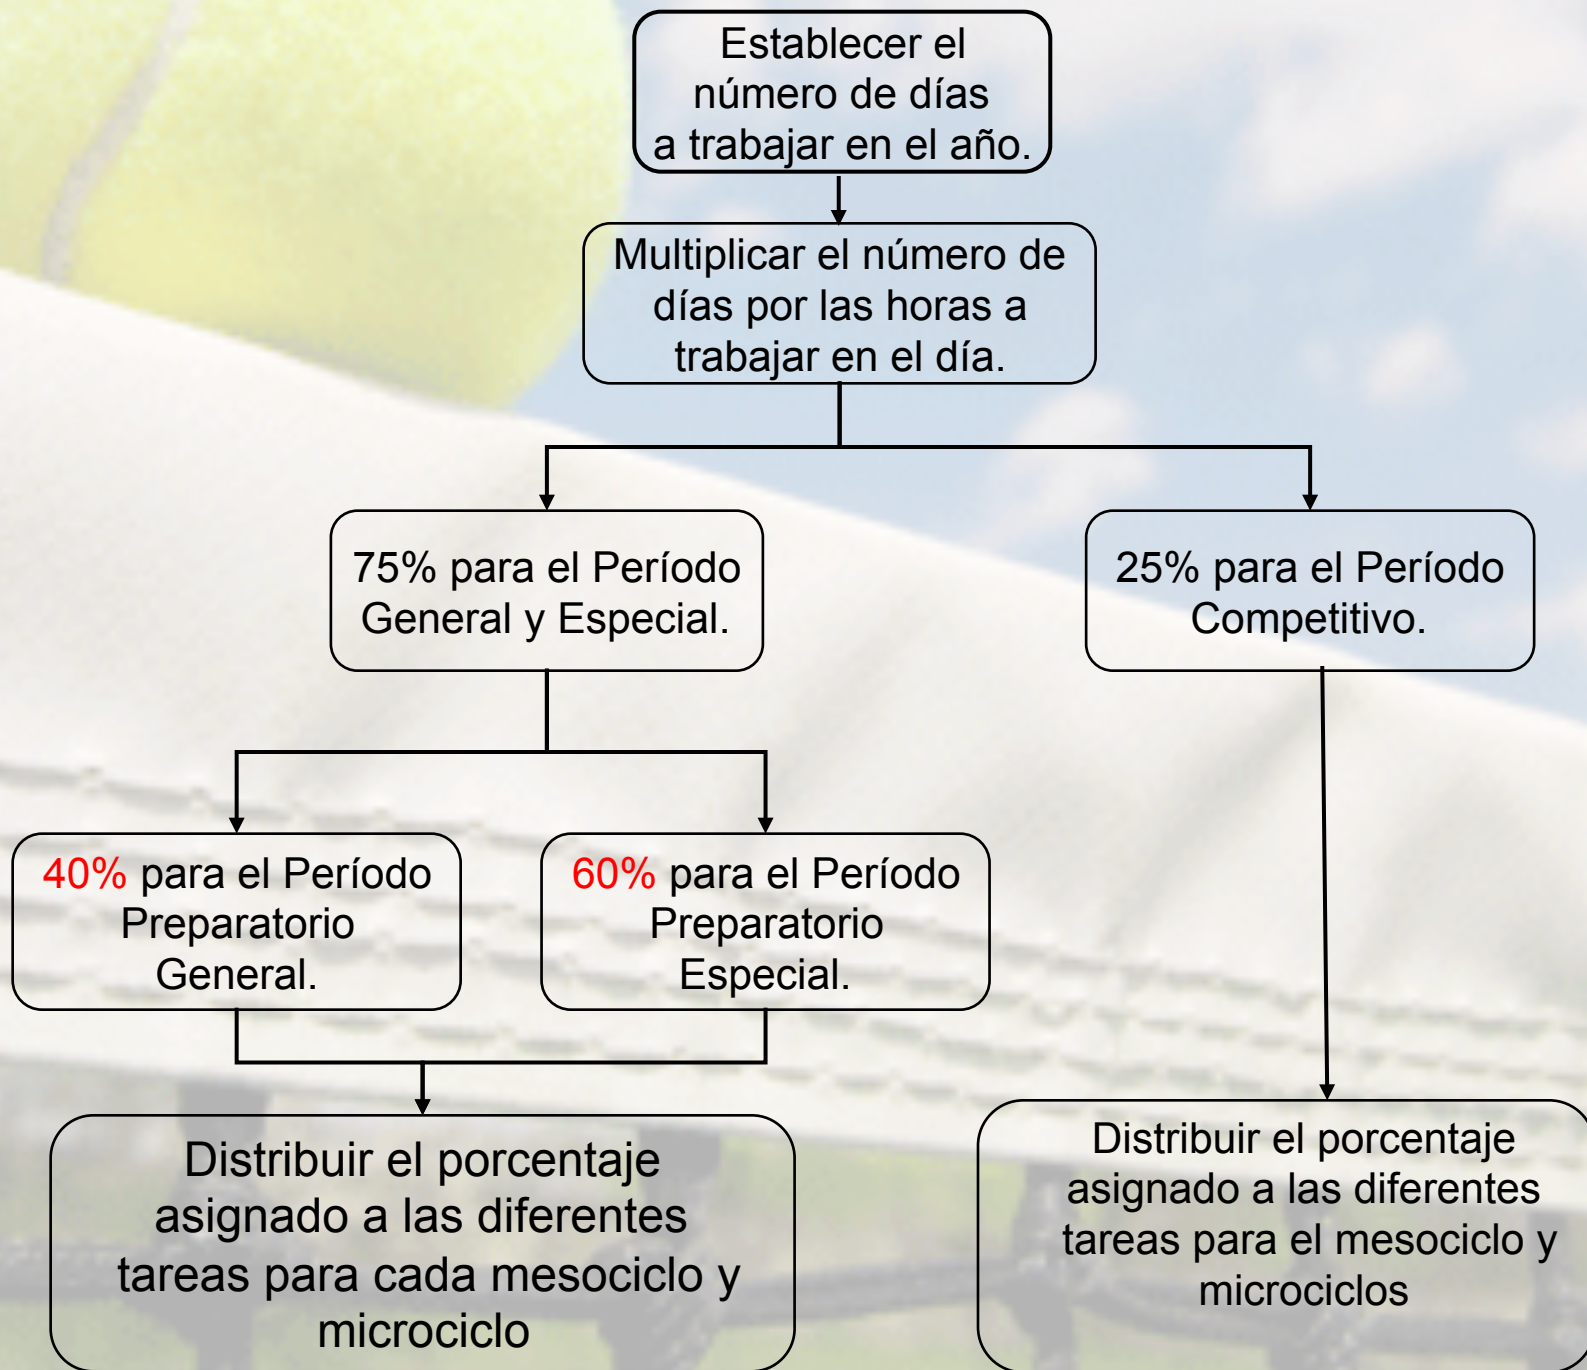 Establecer el
número de días
a trabajar en el año.
Multiplicar el número de
días por las horas a
trabajar en el día.
75% para el Período
General y Especial.
25% para el Período
Competitivo.
40% para el Período
Preparatorio
General.
60% para el Período
Preparatorio
Especial.
Distribuir el porcentaje
asignado a las diferentes
tareas para cada mesociclo y
microciclo
Distribuir el porcentaje
asignado a las diferentes
tareas para el mesociclo y
microciclos